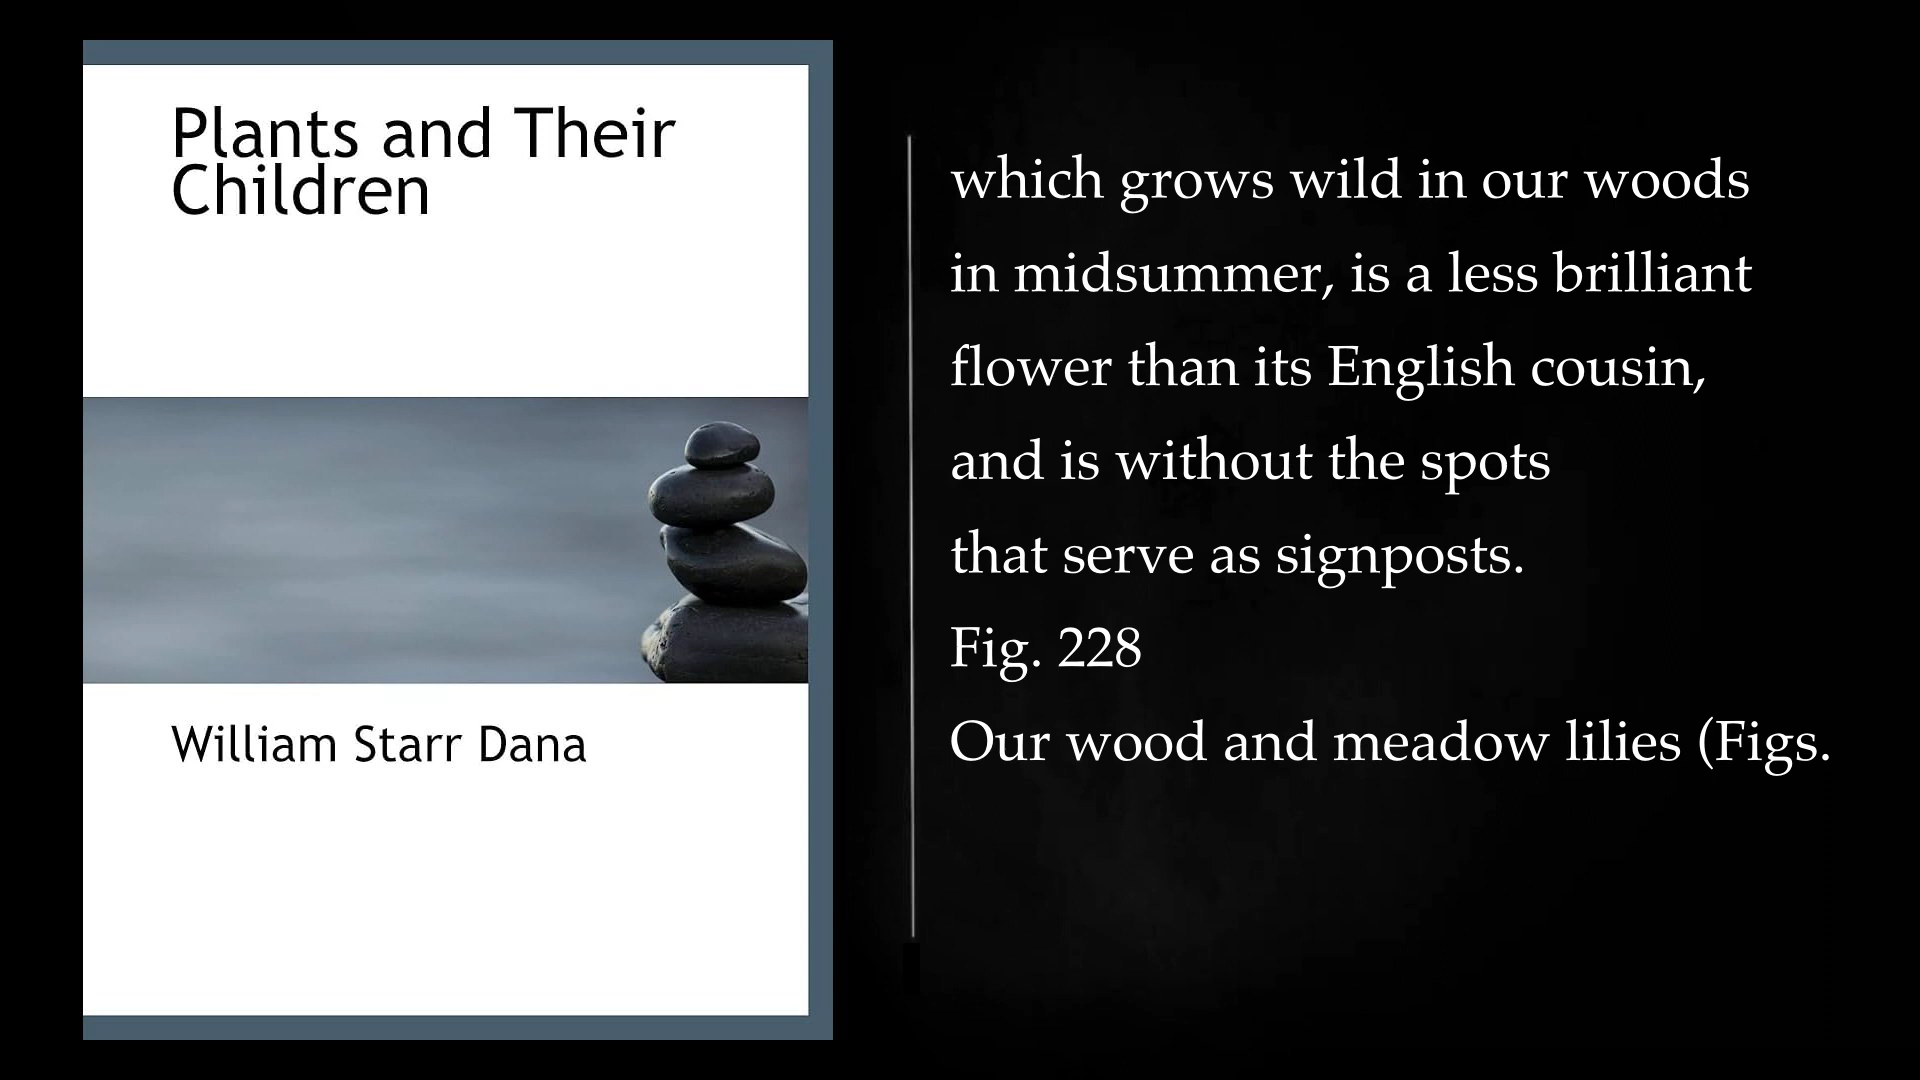 Plants and Their
Children
William Starr Dana
which grows wild in our woods
in midsummer, is a less brilliant
flower than its English cousin,
and is without the spots
that serve as signposts.
Fig. 228
Our wood and meadow lilies (Figs.